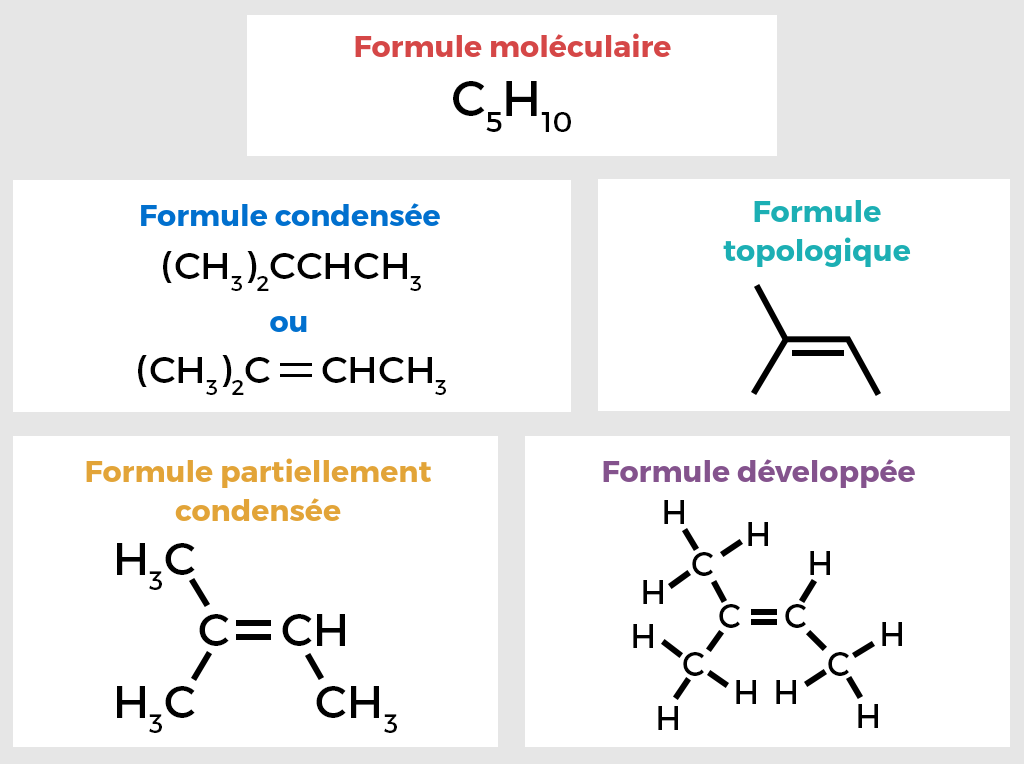 Formule moléculaire
C₅H₁₀
Formule condensée
(CH₃)₂CCHCH₃
ou
(CH₃)₂C=CHCH₃
Formule
topologique
Formule partiellement
condensée
H₃C
C=CH
H₃C CH₃
Formule développée
H
H
C H
H
C=C
H H
C C
H H
H H